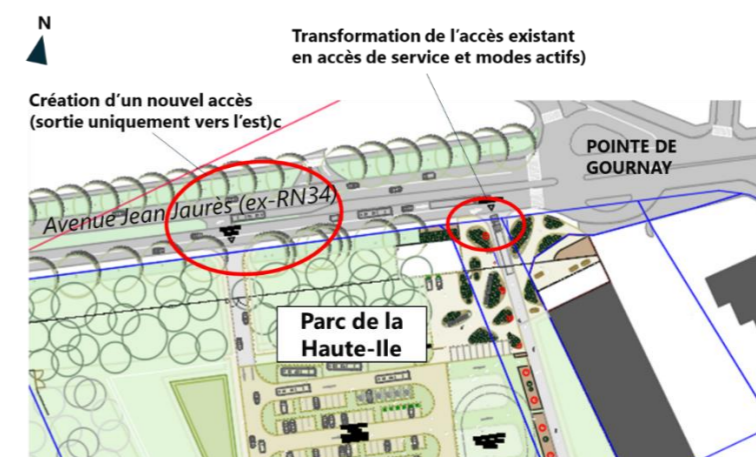 N
Transformation de l'accès existant
en accès de service et modes actifs)
Création d'un nouvel accès
(sortie uniquement vers l'est)c
POINTE DE
GOURNAY
Avenue Jean Jaurès (ex-RN34)
Parc de la
Haute-Ile